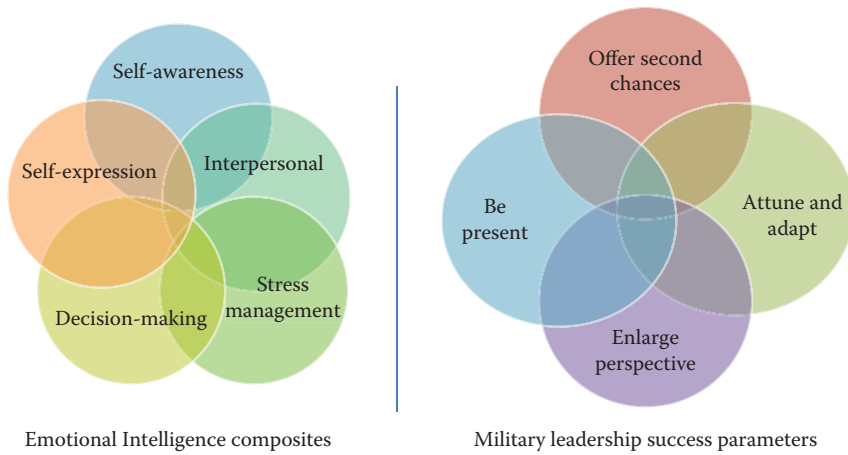 Self-awareness
Self-expression
Interpersonal
Decision-making
Stress
management
Emotional Intelligence composites
Offer second
chances
Be
present
Attune and
adapt
Enlarge
perspective
Military leadership success parameters